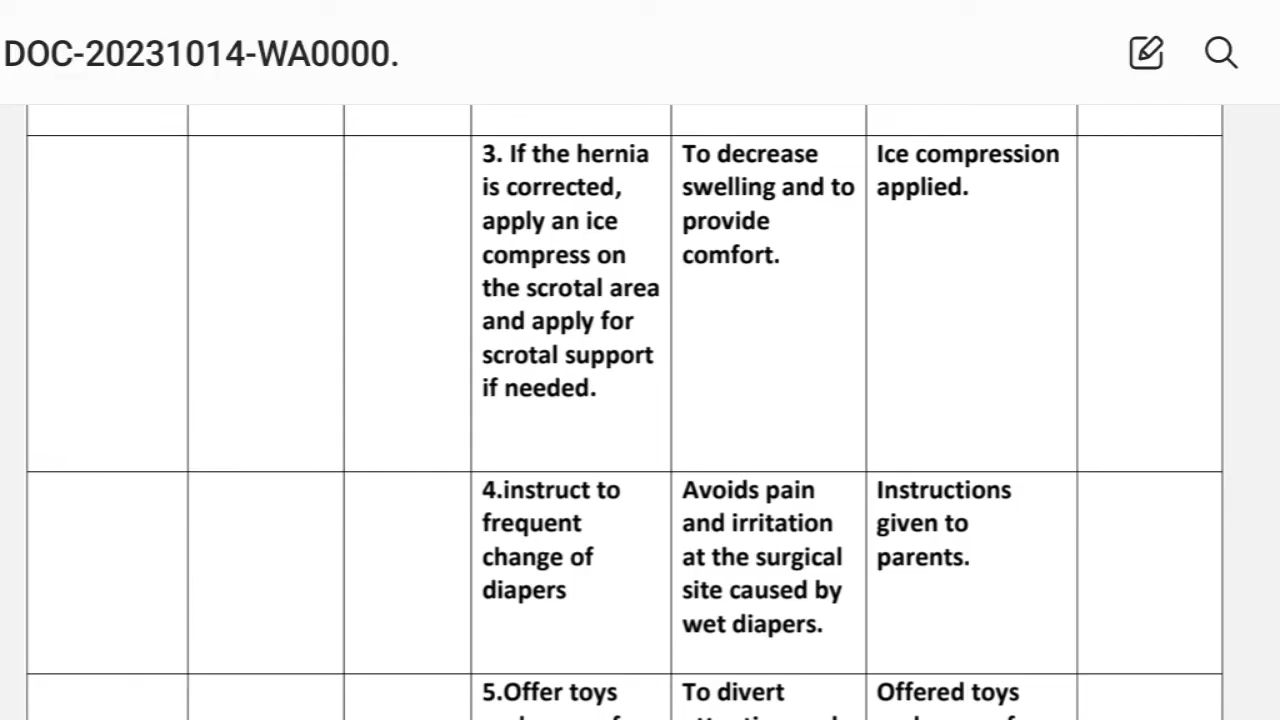 DOC-20231014-WA0000.
3. If the hernia
is corrected,
apply an ice
compress on
the scrotal area
and apply for
scrotal support
if needed.
To decrease
swelling and to
provide
comfort.
Ice compression
applied.
4.instruct to
frequent
change of
diapers
Avoids pain
and irritation
at the surgical
site caused by
wet diapers.
Instructions
given to
parents.
5.Offer toys
To divert
Offered toys